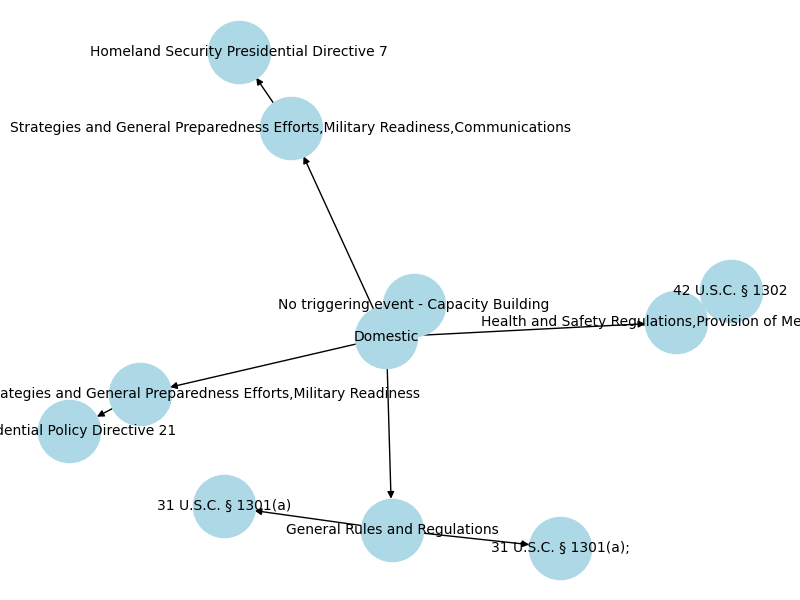 Homeland Security Presidential Directive 7
Strategies and General Preparedness Efforts,Military Readiness,Communications
42 U.S.C. § 1302
No triggering event - Capacity Building
Health and Safety Regulations,Provision of Me
Domestic
ategies and General Preparedness Efforts,Military Readiness
dential Policy Directive 21
31 U.S.C. § 1301(a)
General Rules and Regulations
31 U.S.C. § 1301(a);